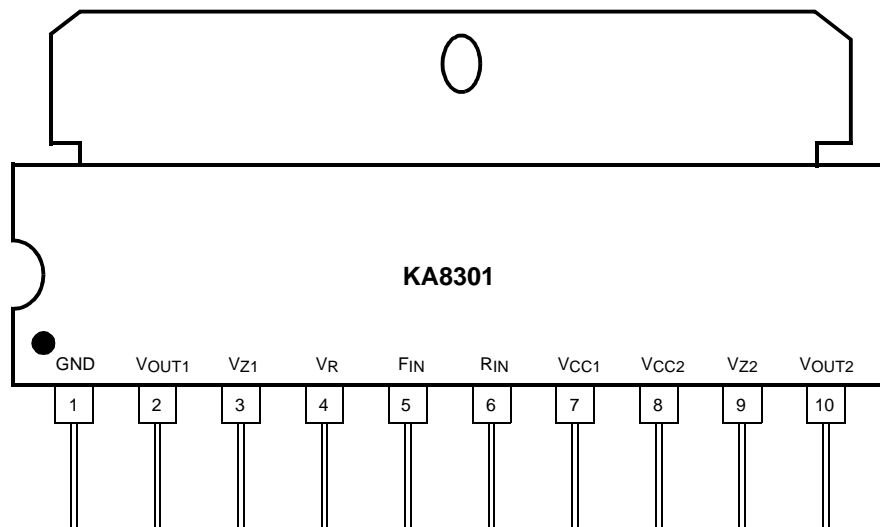 KA8301
GND VOUT1 VZ1 VR FIN RIN VCC1 VCC2 VZ2 VOUT2
1 2 3 4 5 6 7 8 9 10